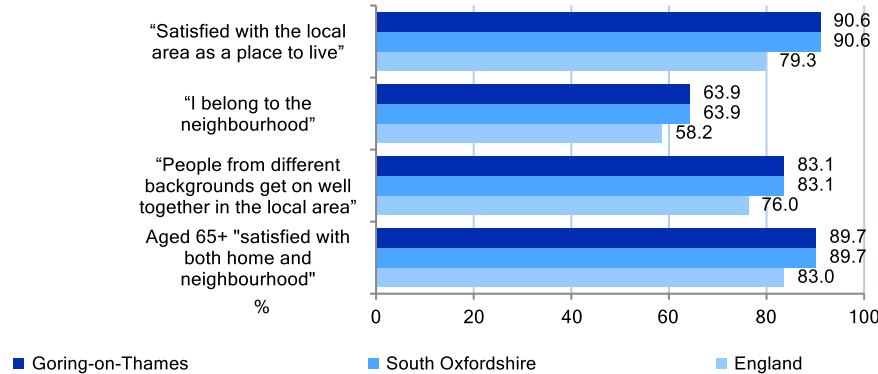 “Satisfied with the local
area as a place to live”
90.6
90.6
79.3
“I belong to the
neighbourhood”
63.9
63.9
58.2
“People from different
backgrounds get on well
together in the local area”
83.1
83.1
76.0
Aged 65+ "satisfied with
both home and
neighbourhood"
89.7
89.7
83.0
%
0 20 40 60 80 100
Goring-on-Thames South Oxfordshire England